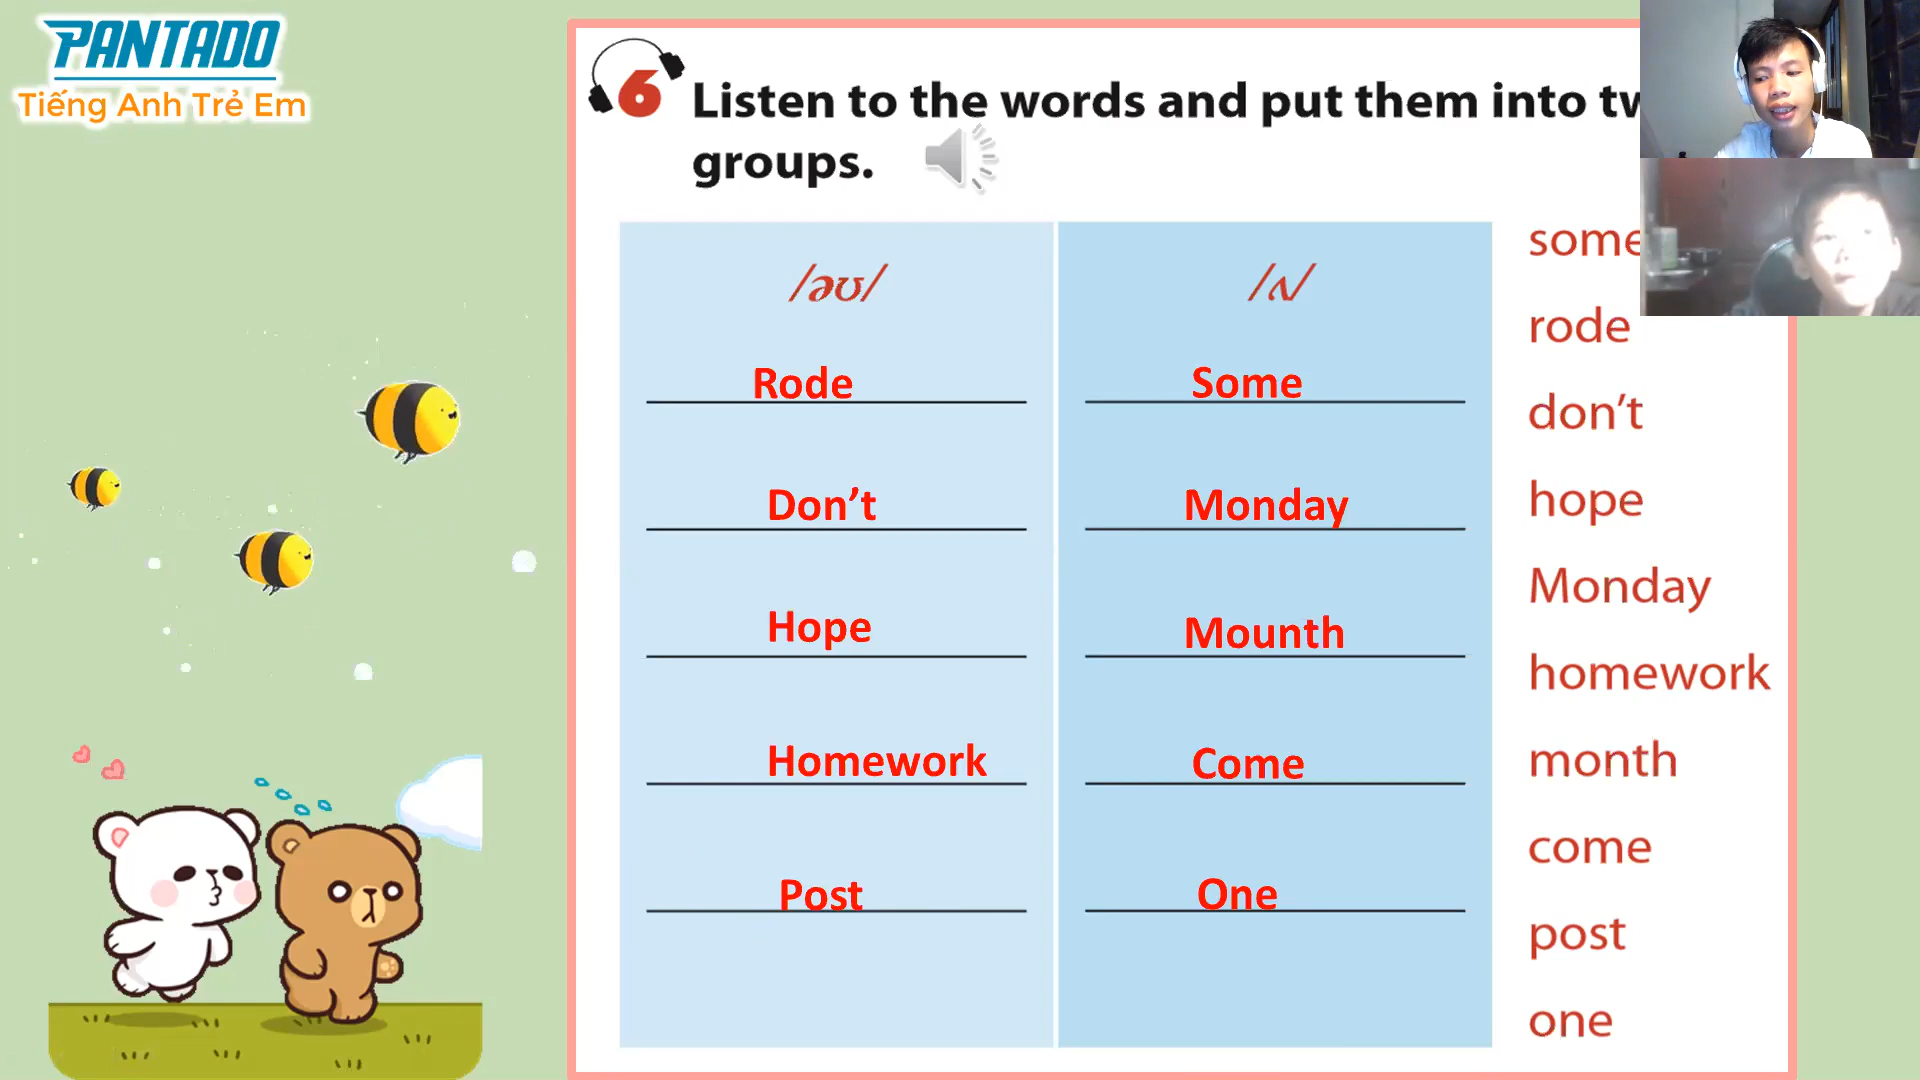 PANTADO
Tiếng Anh Trẻ Em
6 Listen to the words and put them into
groups.
/əʊ/
/ʌ/
Rode
Some
Don't
Monday
Hope
Mounth
Homework
Come
Post
One
some
rode
don't
hope
Monday
homework
month
come
post
one